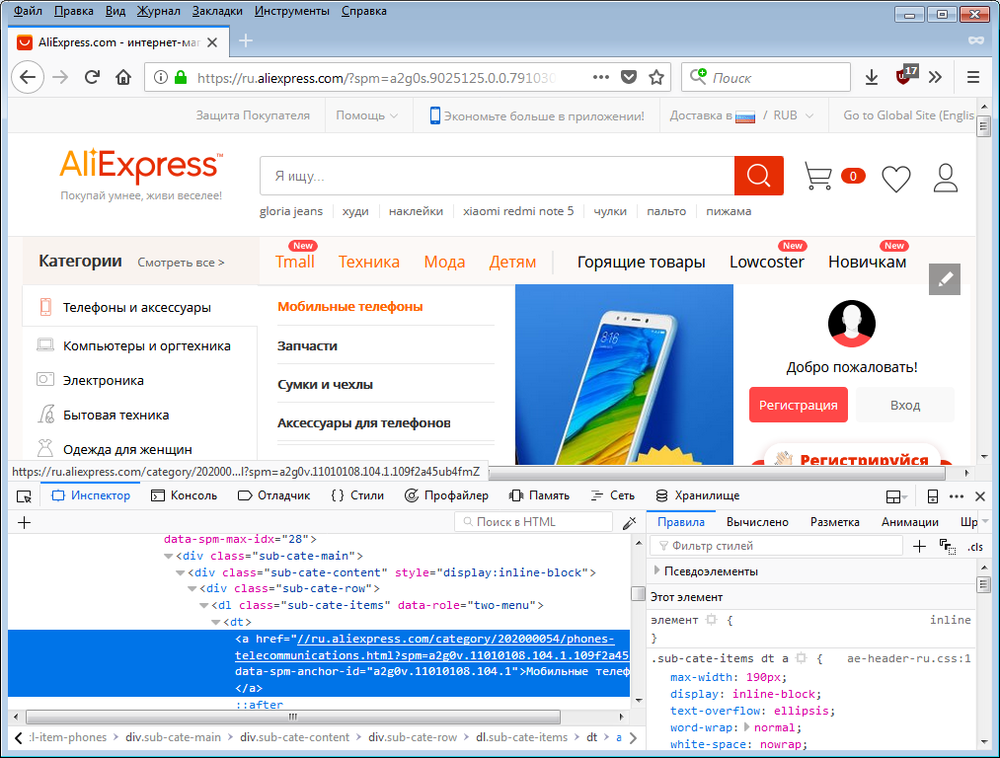 Файл Правка Вид Журнал Закладки Инструменты Справка
AliExpress.com - интернет-маг
https://ru.aliexpress.com/?spm=a2g0s.9025125.0.0.79103 Поиск 17
Защита Покупателя Помощь Экономьте больше в приложении! Доставка в / RUB Go to Global Site (Englis
AliExpress™
Я ищу...
0
Покупай умнее, живи веселее!
gloria jeans худи наклейки xiaomi redmi note 5 чулки пальто пижама
New New New
Категории Смотреть все > Tmall Техника Мода Детям Горящие товары Lowcoster Новичкам
Телефоны и аксессуары
Компьютеры и оргтехника
Электроника
Бытовая техника
Одежда для женщин
Мобильные телефоны
Запчасти
Сумки и чехлы
Аксессуары для телефонов
8:16
Добро пожаловать!
Регистрация Вход
Регистрируйся
https://ru.aliexpress.com/category/202000...l?spm=a2g0v.11010108.104.1.109f2a45ub4fmZ
Инспектор Консоль Отладчик { } Стили Профайлер Память Сеть Хранилище
Поиск в HTML
data-spm-max-idx="28">
<div class="sub-cate-main">
<div class="sub-cate-content" style="display:inline-block">
<div class="sub-cate-row">
<dl class="sub-cate-items" data-role="two-menu">
<dt>
<a href="//ru.aliexpress.com/category/202000054/phones-
telecommunications.html?spm=a2g0v.11010108.104.1.109f2a45
data-spm-anchor-id="a2g0v.11010108.104.1">Мобильные телеф
</a>
::after
:l-item-phones div.sub-cate-main div.sub-cate-content div.sub-cate-row dl.sub-cate-items dt a
Правила Вычислено Разметка Анимации Шр
Фильтр стилей .cls
Псевдоэлементы
Этот элемент
элемент { inline
}
.sub-cate-items dt a { ae-header-ru.css:1
max-width: 190px;
display: inline-block;
text-overflow: ellipsis;
word-wrap: normal;
white-space: nowrap;